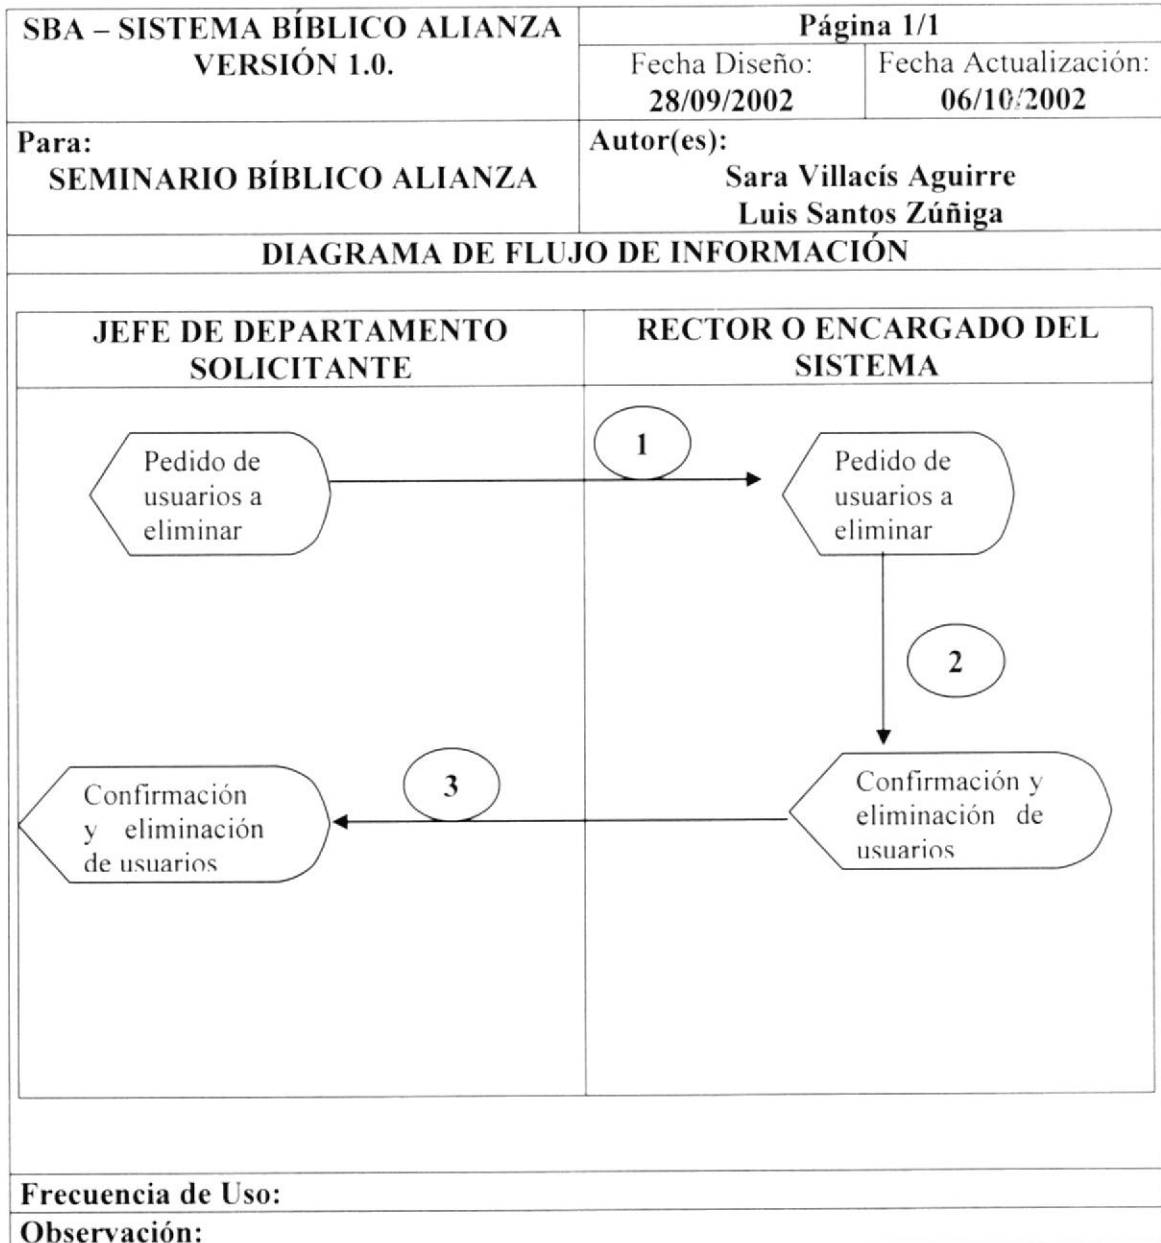 SBA – SISTEMA BÍBLICO ALIANZA
VERSIÓN 1.0.
Página 1/1
Fecha Diseño:
28/09/2002
Fecha Actualización:
06/10/2002
Para:
SEMINARIO BÍBLICO ALIANZA
Autor(es):
Sara Villacís Aguirre
Luis Santos Zúñiga
DIAGRAMA DE FLUJO DE INFORMACIÓN
JEFE DE DEPARTAMENTO
SOLICITANTE
RECTOR O ENCARGADO DEL
SISTEMA
Pedido de
usuarios a
eliminar
1
Pedido de
usuarios a
eliminar
2
Confirmación
y eliminación
de usuarios
3
Confirmación y
eliminación de
usuarios
Frecuencia de Uso:
Observación: